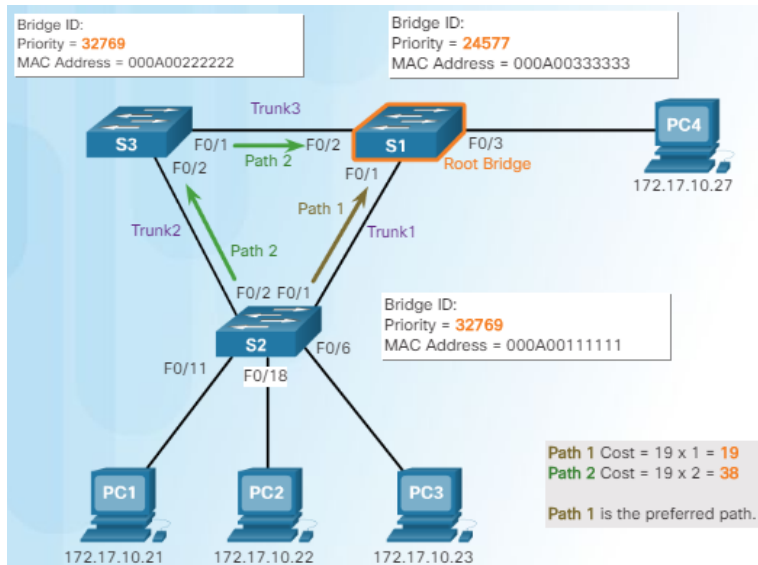 Bridge ID:
Priority = 32769
MAC Address = 000A00222222
Bridge ID:
Priority = 24577
MAC Address = 000A00333333
Trunk3
S3
F0/1
Path 2
F0/2
S1
F0/3
PC4
F0/2
F0/1
Root Bridge
172.17.10.27
Path 1
Trunk2
Trunk1
Path 2
F0/2
F0/1
Bridge ID:
Priority = 32769
MAC Address = 000A00111111
S2
F0/11
F0/18
F0/6
Path 1 Cost = 19 x 1 = 19
Path 2 Cost = 19 x 2 = 38
Path 1 is the preferred path.
PC1
PC2
PC3
172.17.10.21
172.17.10.22
172.17.10.23